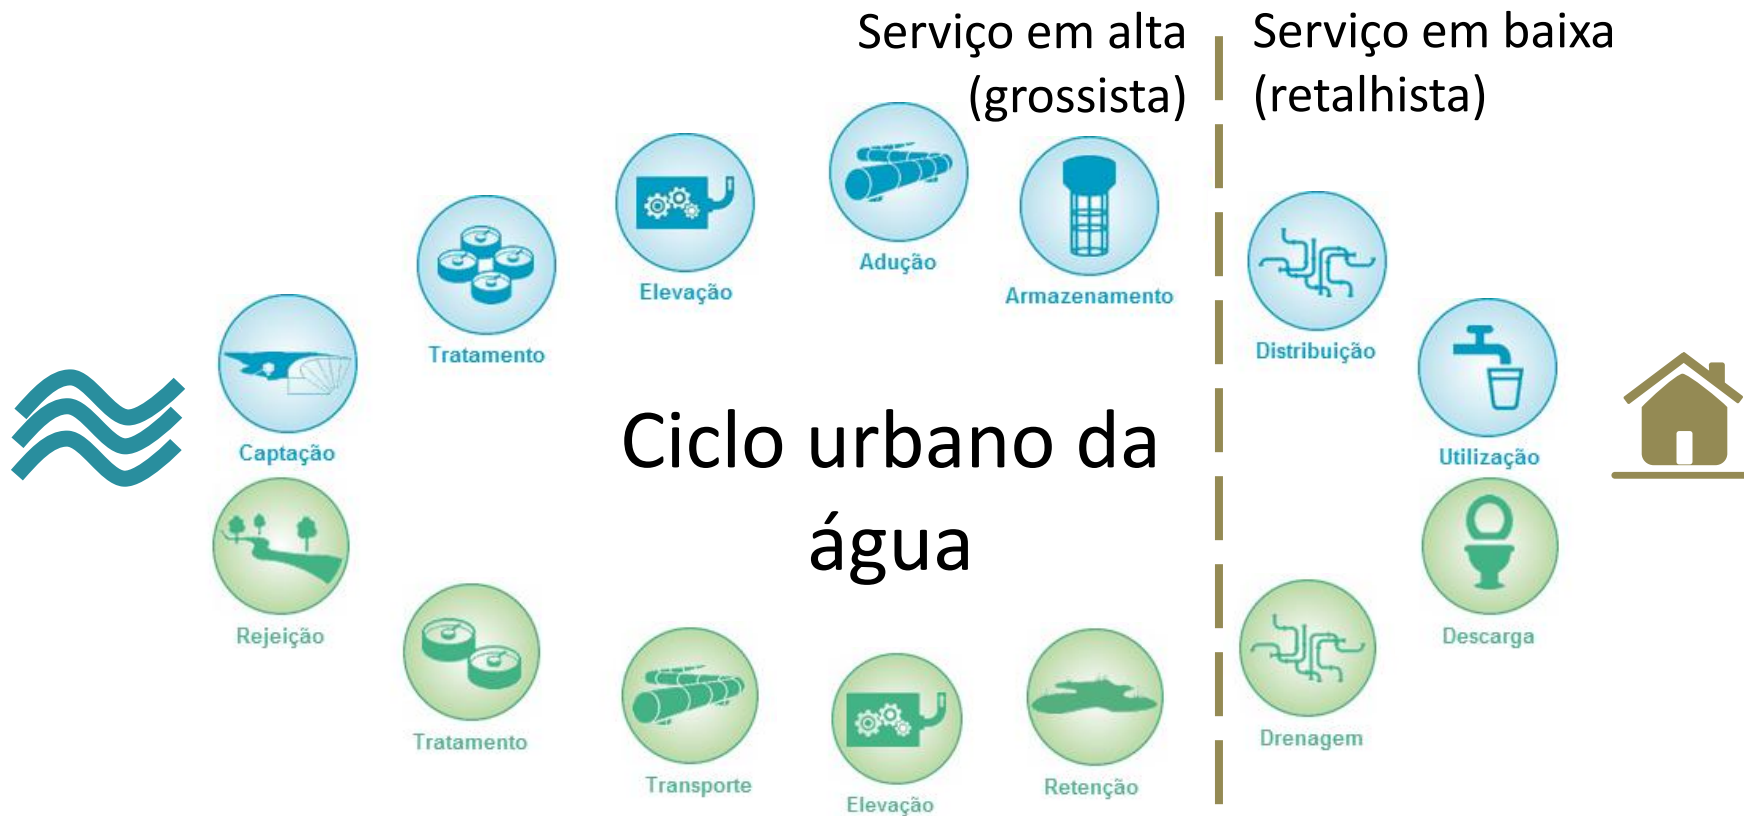 Serviço em alta
(grossista)
Serviço em baixa
(retalhista)
Adução
Elevação
Armazenamento
Tratamento
Distribuição
Captação
Utilização
Ciclo urbano da
água
Rejeição
Descarga
Tratamento
Drenagem
Transporte
Elevação
Retenção